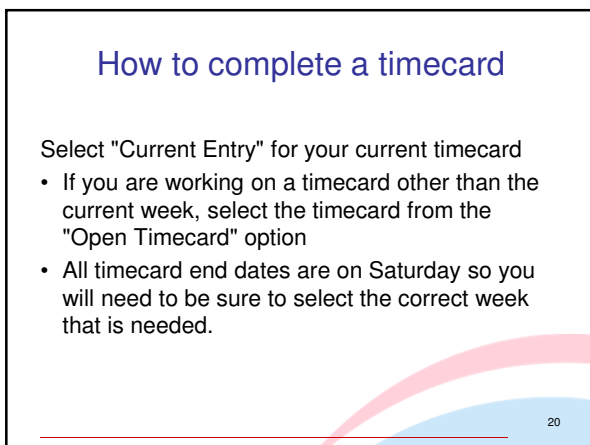 How to complete a timecard
Select "Current Entry" for your current timecard
• If you are working on a timecard other than the
current week, select the timecard from the
"Open Timecard" option
• All timecard end dates are on Saturday so you
will need to be sure to select the correct week
that is needed.
20